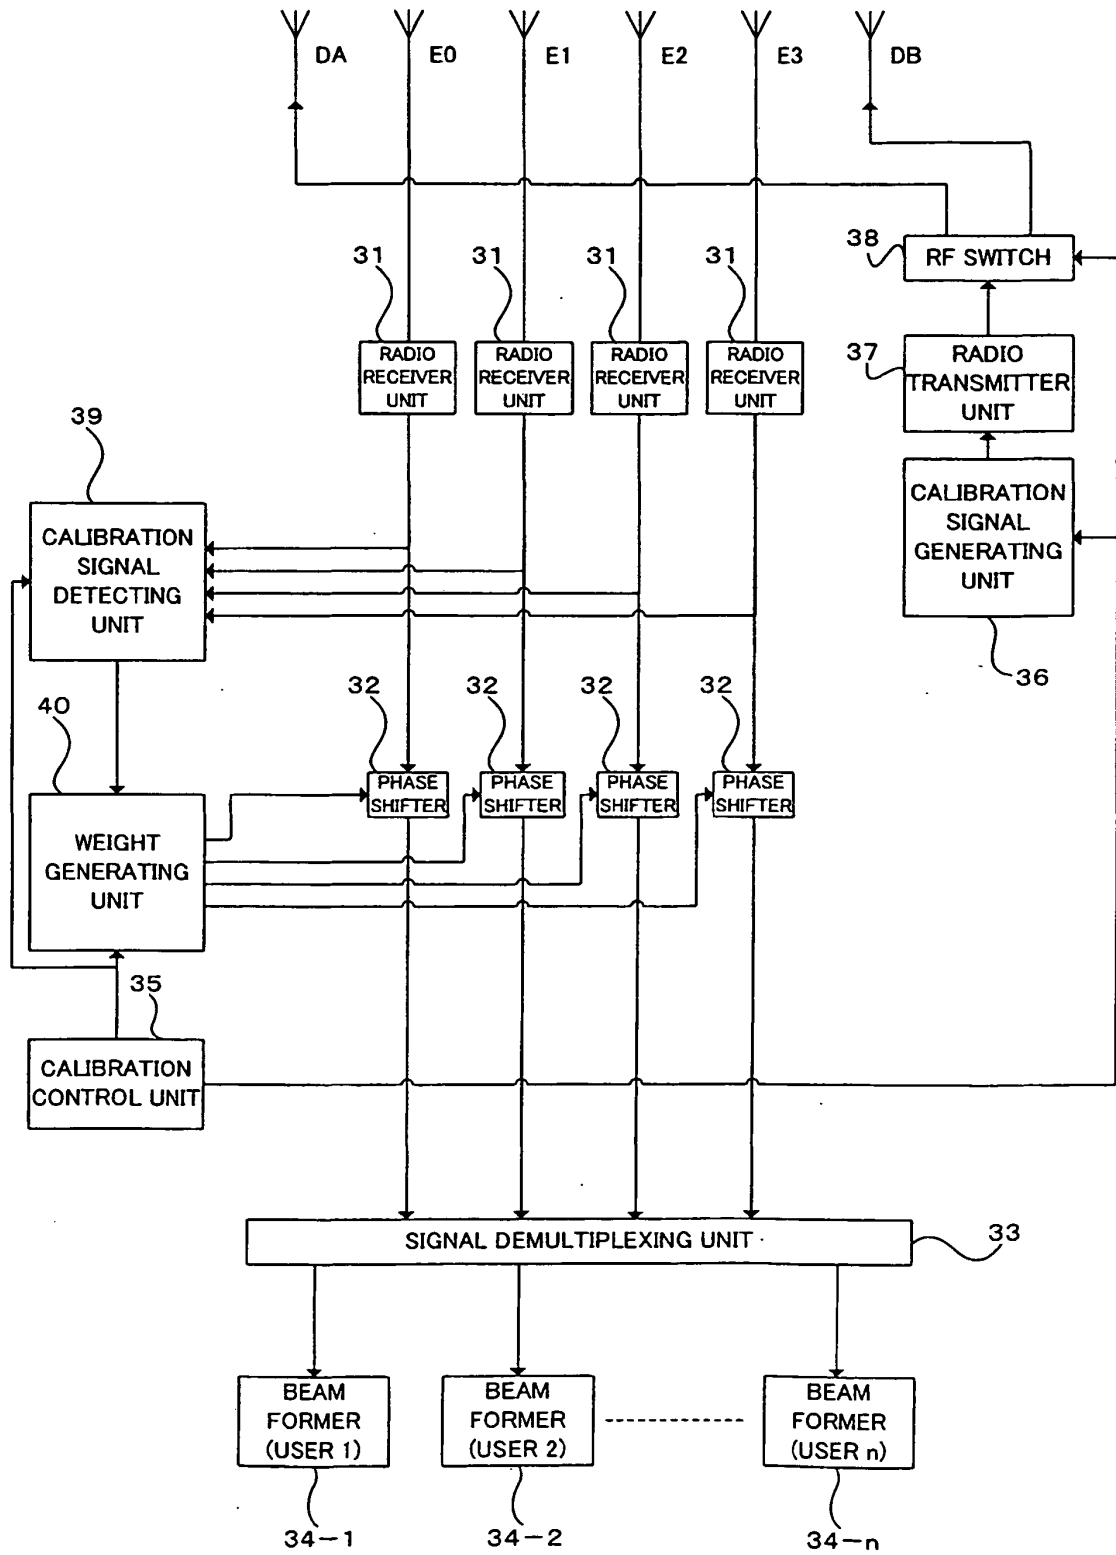 DA
E0
E1
E2
E3
DB
38
RF SWITCH
31
31
31
31
RADIO
RECEIVER
UNIT
RADIO
RECEIVER
UNIT
RADIO
RECEIVER
UNIT
RADIO
RECEIVER
UNIT
37
RADIO
TRANSMITTER
UNIT
39
CALIBRATION
SIGNAL
DETECTING
UNIT
CALIBRATION
SIGNAL
GENERATING
UNIT
36
40
32
32
32
32
PHASE
SHIFTER
PHASE
SHIFTER
PHASE
SHIFTER
PHASE
SHIFTER
WEIGHT
GENERATING
UNIT
35
CALIBRATION
CONTROL UNIT
SIGNAL DEMULTIPLEXING UNIT
33
BEAM
FORMER
(USER 1)
BEAM
FORMER
(USER 2)
BEAM
FORMER
(USER n)
34-1
34-2
34-n